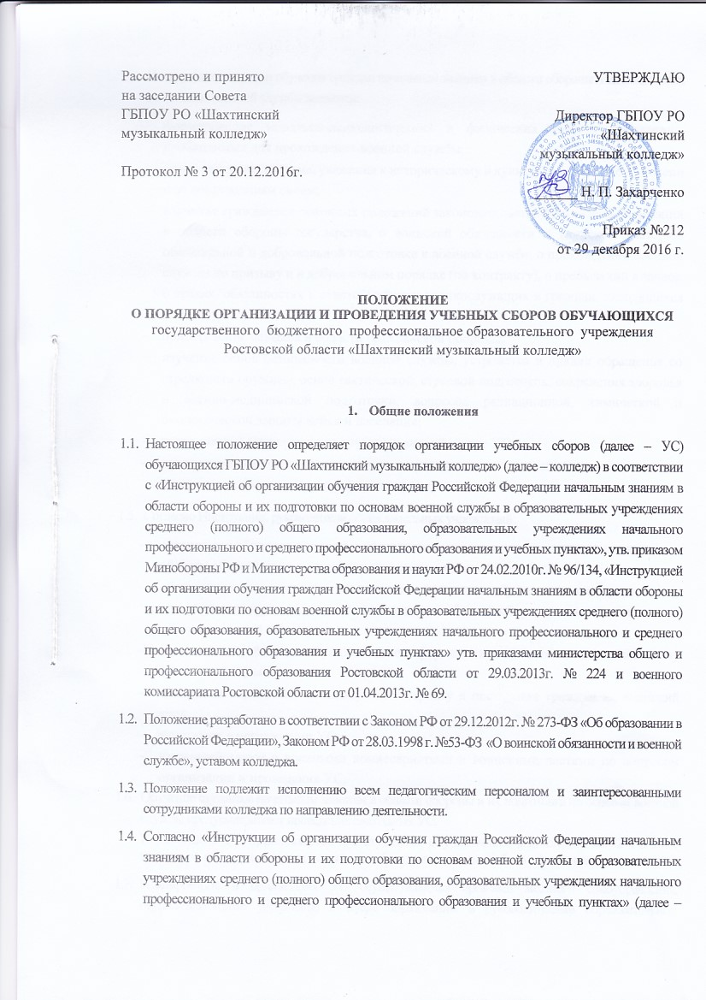 Рассмотрено и принято
на заседании Совета
ГБПОУ РО «Шахтинский
музыкальный колледж»
Протокол № 3 от 20.12.2016г.
УТВЕРЖДАЮ
Директор ГБПОУ РО
«Шахтинский
музыкальный колледж»
Н. П. Захарченко
Приказ №212
от 29 декабря 2016 г.
ПОЛОЖЕНИЕ
О ПОРЯДКЕ ОРГАНИЗАЦИИ И ПРОВЕДЕНИЯ УЧЕБНЫХ СБОРОВ ОБУЧАЮЩИХСЯ
государственного бюджетного профессиональное образовательного учреждения
Ростовской области «Шахтинский музыкальный колледж»
1. Общие положения
1.1. Настоящее положение определяет порядок организации учебных сборов (далее – УС)
обучающихся ГБПОУ РО «Шахтинский музыкальный колледж» (далее – колледж) в соответствии
с «Инструкцией об организации обучения граждан Российской Федерации начальным знаниям в
области обороны и их подготовки по основам военной службы в образовательных учреждениях
среднего (полного) общего образования, образовательных учреждениях начального
профессионального и среднего профессионального образования и учебных пунктах», утв. приказом
Минобороны РФ и Министерства образования и науки РФ от 24.02.2010г. № 96/134, «Инструкцией
об организации обучения граждан Российской Федерации начальным знаниям в области обороны
и их подготовки по основам военной службы в образовательных учреждениях среднего (полного)
общего образования, образовательных учреждениях начального профессионального и среднего
профессионального образования и учебных пунктах» утв. приказами министерства общего и
профессионального образования Ростовской области от 29.03.2013г. № 224 и военного
комиссариата Ростовской области от 01.04.2013г. № 69.
1.2. Положение разработано в соответствии с Законом РФ от 29.12.2012г. № 273-ФЗ «Об образовании в
Российской Федерации», Законом РФ от 28.03.1998 г. №53-ФЗ «О воинской обязанности и военной
службе», уставом колледжа.
1.3. Положение подлежит исполнению всем педагогическим персоналом и заинтересованными
сотрудниками колледжа по направлению деятельности.
1.4. Согласно «Инструкции об организации обучения граждан Российской Федерации начальным
знаниям в области обороны и их подготовки по основам военной службы в образовательных
учреждениях среднего (полного) общего образования, образовательных учреждениях начального
профессионального и среднего профессионального образования и учебных пунктах» (далее –